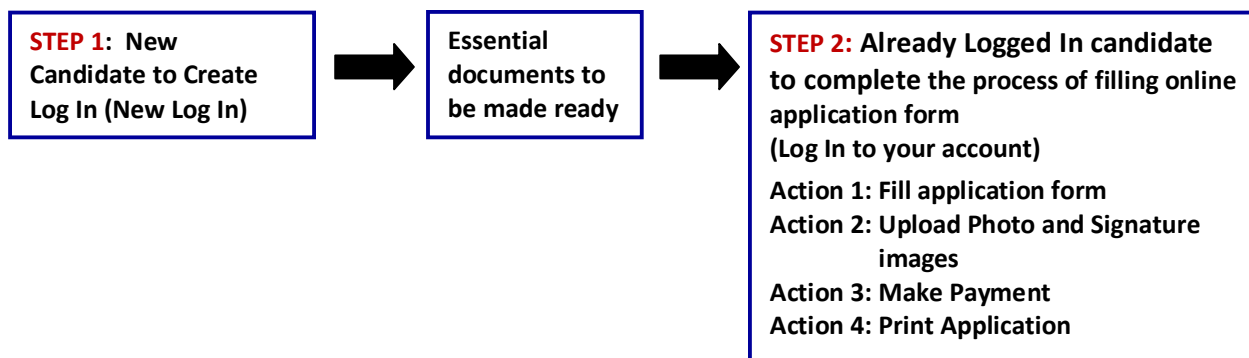 STEP 1: New
Candidate to Create
Log In (New Log In)
Essential
documents to
be made ready
STEP 2: Already Logged In candidate
to complete the process of filling online
application form
(Log In to your account)
Action 1: Fill application form
Action 2: Upload Photo and Signature
images
Action 3: Make Payment
Action 4: Print Application